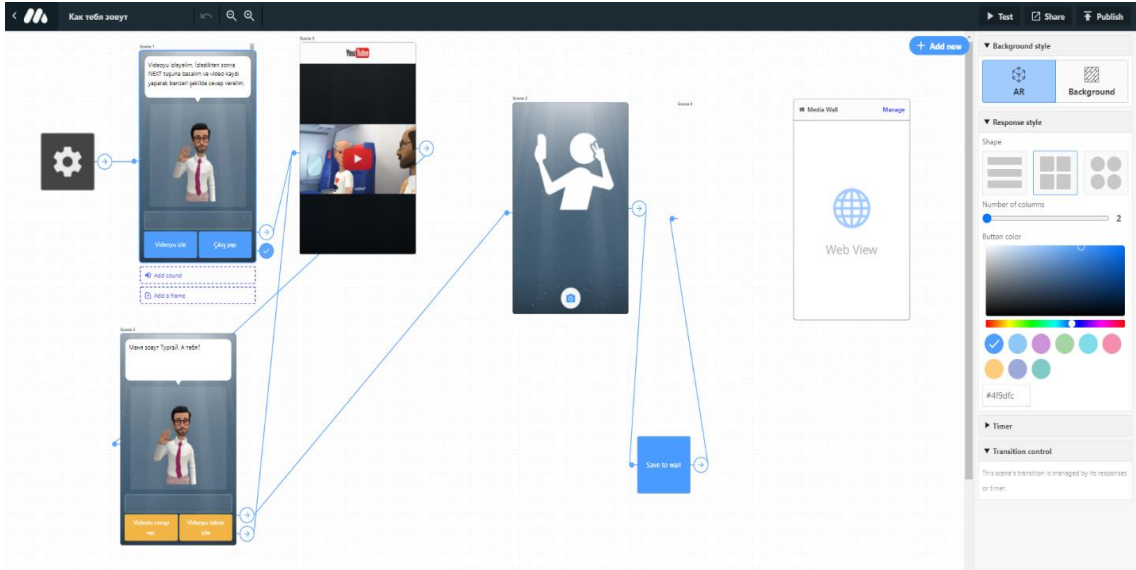 Как тебя зовут
Test
Share
Publish
Scene 1
Videoyu izleyelim. İzledikten sonra
NEXT tuşuna basalım ve video kaydı
yaparak benzeri şekilde cevap verelim.
Videoyu izle
Çıkış yap
Add sound
Add a frame
YouTube
Scene 2
Scene 4
Media Wall
Manage
Web View
+ Add new
Меня зовут Тургай. А тебя?
Videolu cevap
ver.
Videoyu tekrar
izle
Save to wall
Background style
AR
Background
Response style
Shape
Number of columns
2
Button color
#4f9dfc
Timer
Transition control
This scene's transition is managed by its responses
or timer.